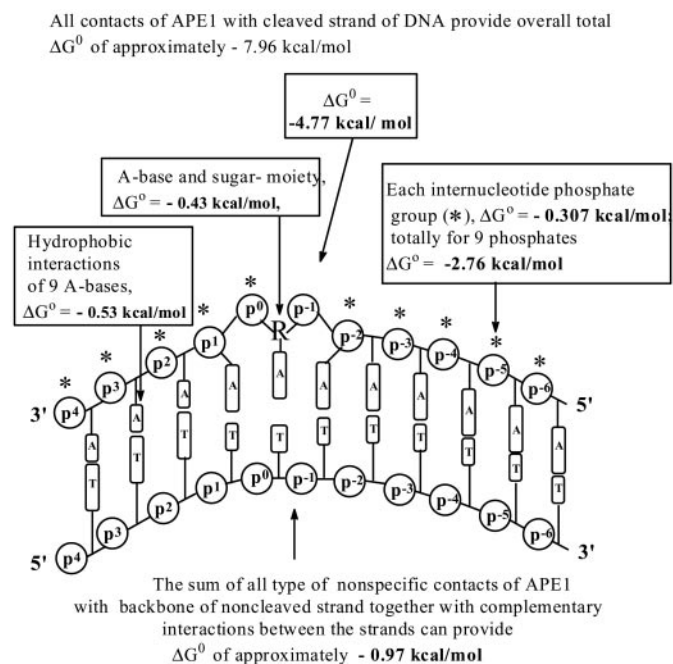 All contacts of APE1 with cleaved strand of DNA provide overall total
ΔG⁰ of approximately - 7.96 kcal/mol
ΔG⁰ =
-4.77 kcal/ mol
A-base and sugar- moiety,
ΔG° = - 0.43 kcal/mol,
Each internucleotide phosphate
group (*), ΔG° = - 0.307 kcal/mol;
totally for 9 phosphates
ΔG° = -2.76 kcal/mol
Hydrophobic
interactions
of 9 A-bases,
ΔG° = - 0.53 kcal/mol
* * * * * * * * * *
3' p⁴ p³ p² p¹ p⁰ R p⁻¹ p⁻² p⁻³ p⁻⁴ p⁻⁵ p⁻⁶ 5'
A A A A A A A A A A A
T T T T T T T T T T T
5' p⁴ p³ p² p¹ p⁰ p⁻¹ p⁻² p⁻³ p⁻⁴ p⁻⁵ p⁻⁶ 3'
The sum of all type of nonspecific contacts of APE1
with backbone of noncleaved strand together with complementary
interactions between the strands can provide
ΔG⁰ of approximately - 0.97 kcal/mol